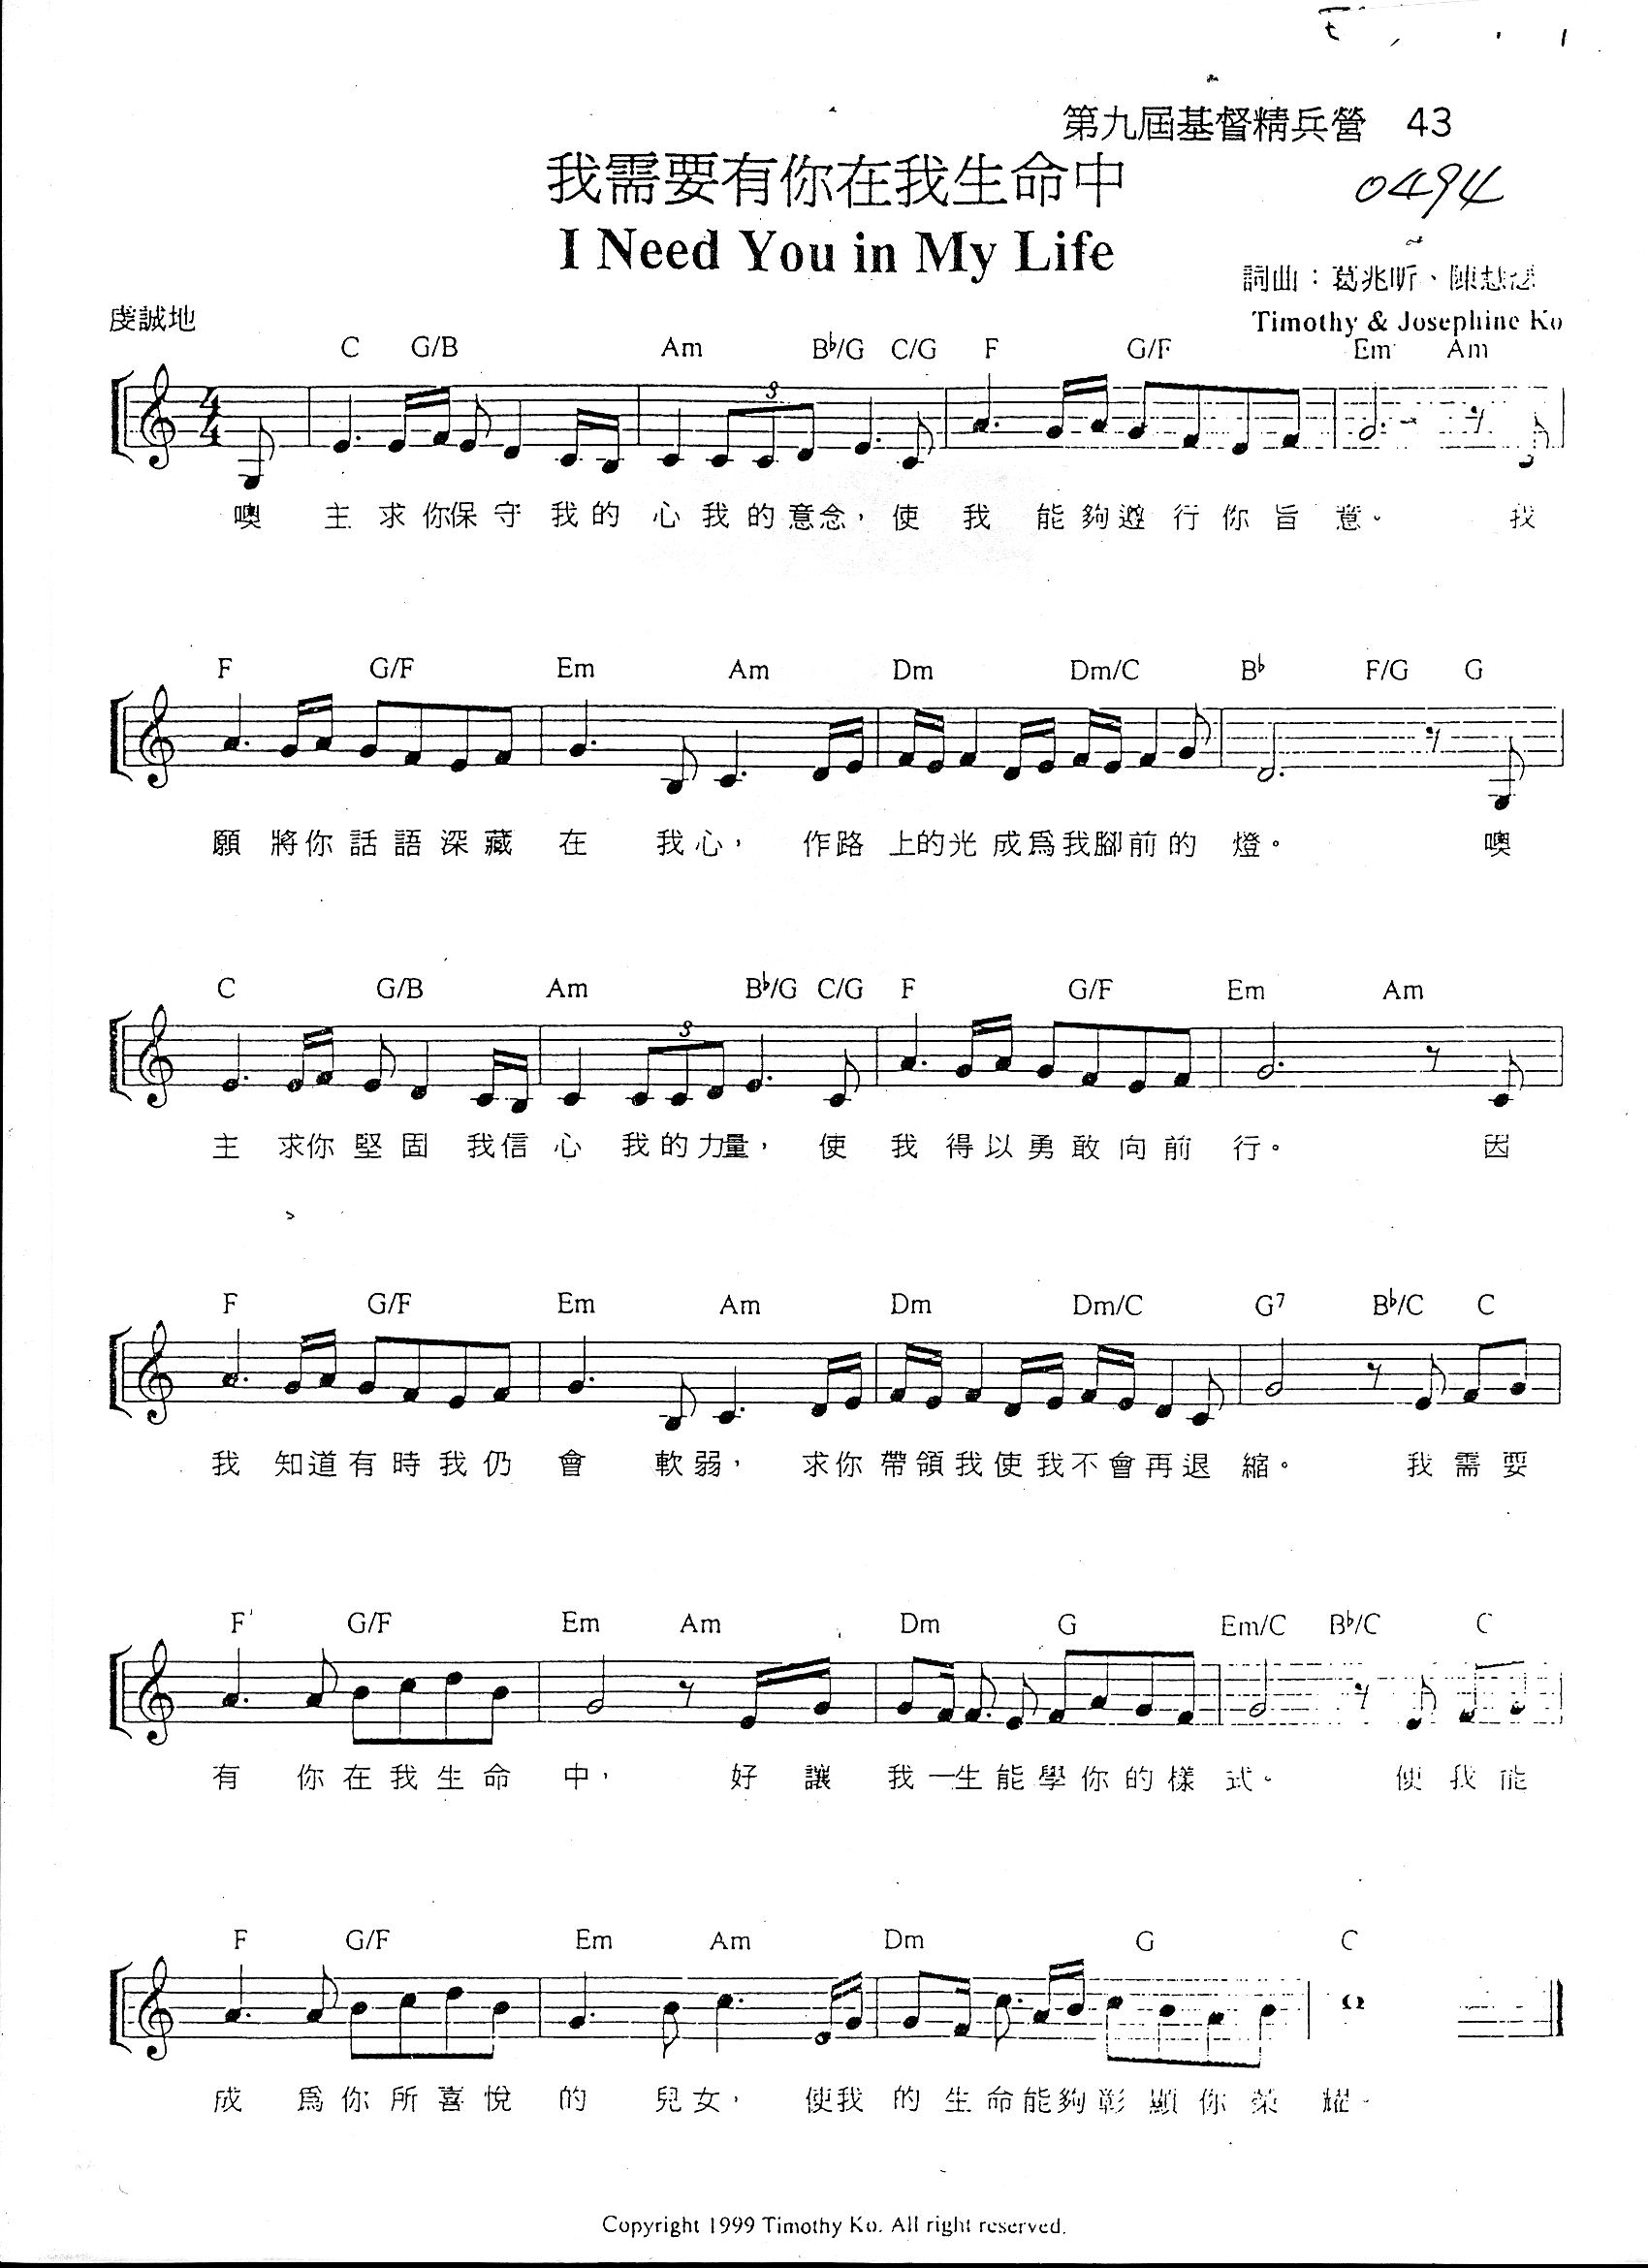 第九屆基督精兵營 43
我需要有你在我生命中
0494
I Need You in My Life
詞曲：葛兆昕、陳慧
虔誠地
Timothy & Josephine Ko
C G/B Am B♭/G C/G F G/F Em Am
4/4
3
噢 主 求你保守我的心我的意念，使我能夠遵行你旨意。 我
F G/F Em Am Dm Dm/C B♭ F/G G
願將你話語深藏在我心，作路上的光成爲我腳前的燈。 噢
C G/B Am B♭/G C/G F G/F Em Am
3
主求你堅固我信心我的力量，使我得以勇敢向前行。 因
F G/F Em Am Dm Dm/C G7 B♭/C C
我知道有時我仍會軟弱，求你帶領我使我不會再退縮。 我需要
F G/F Em Am Dm G Em/C B♭/C C
有你在我生命中，好讓我一生能學你的樣式。 使我能
F G/F Em Am Dm G C
成爲你所喜悅的兒女，使我的生命能夠彰顯你榮耀。
Copyright 1999 Timothy Ko. All right reserved.